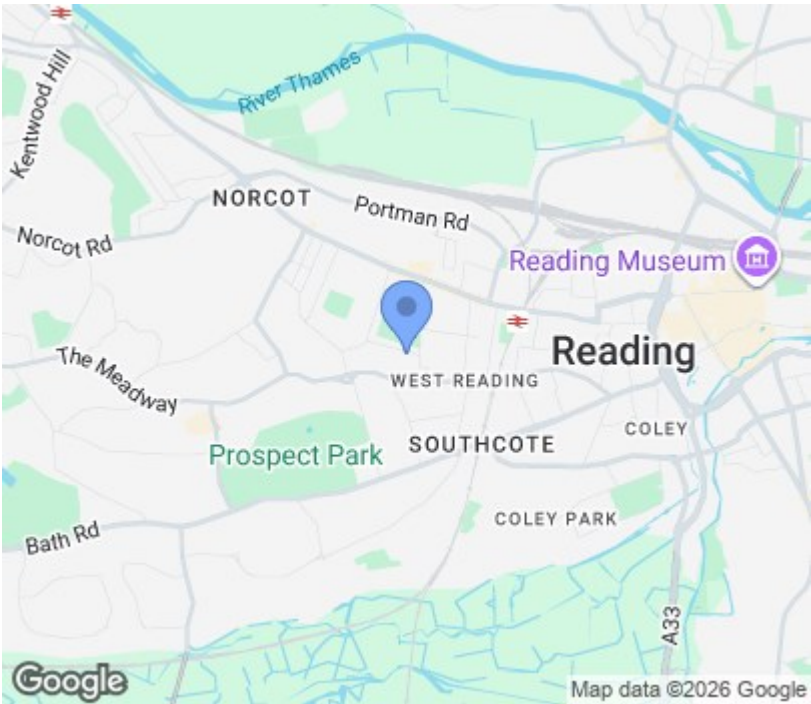 River Thames
Kentwood Hill
NORCOT
Portman Rd
Norcot Rd
Reading Museum
The Meadway
Reading
WEST READING
COLEY
SOUTHCOTE
Prospect Park
COLEY PARK
Bath Rd
A33
Google
Map data ©2026 Google